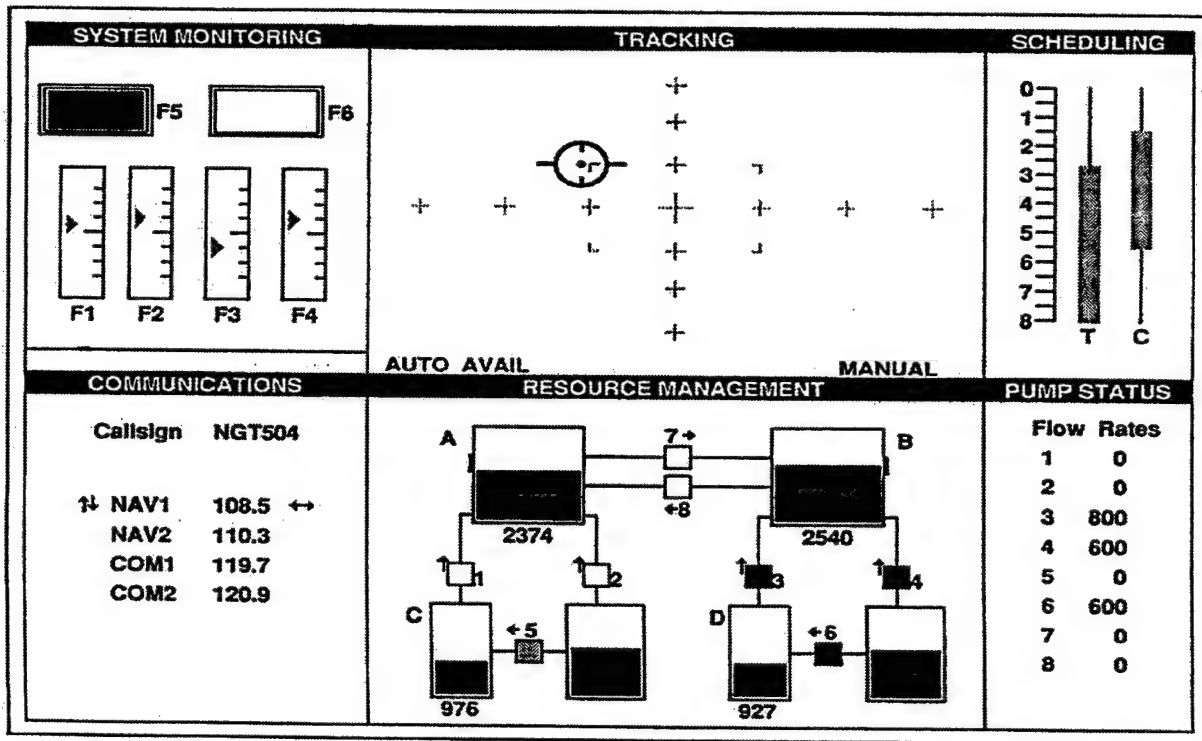 SYSTEM MONITORING
F5 F6
F1 F2 F3 F4
TRACKING
AUTO AVAIL MANUAL
SCHEDULING
0
1
2
3
4
5
6
7
8
T C
COMMUNICATIONS
Callsign NGT504
↑↓ NAV1 108.5 ↔
NAV2 110.3
COM1 119.7
COM2 120.9
RESOURCE MANAGEMENT
A 7→ B
←8
2374 2540
↑ 1 ↑ 2 ↑ 3 ↑ 4
C ←5 D ←6
976 927
PUMP STATUS
Flow Rates
1 0
2 0
3 800
4 600
5 0
6 600
7 0
8 0